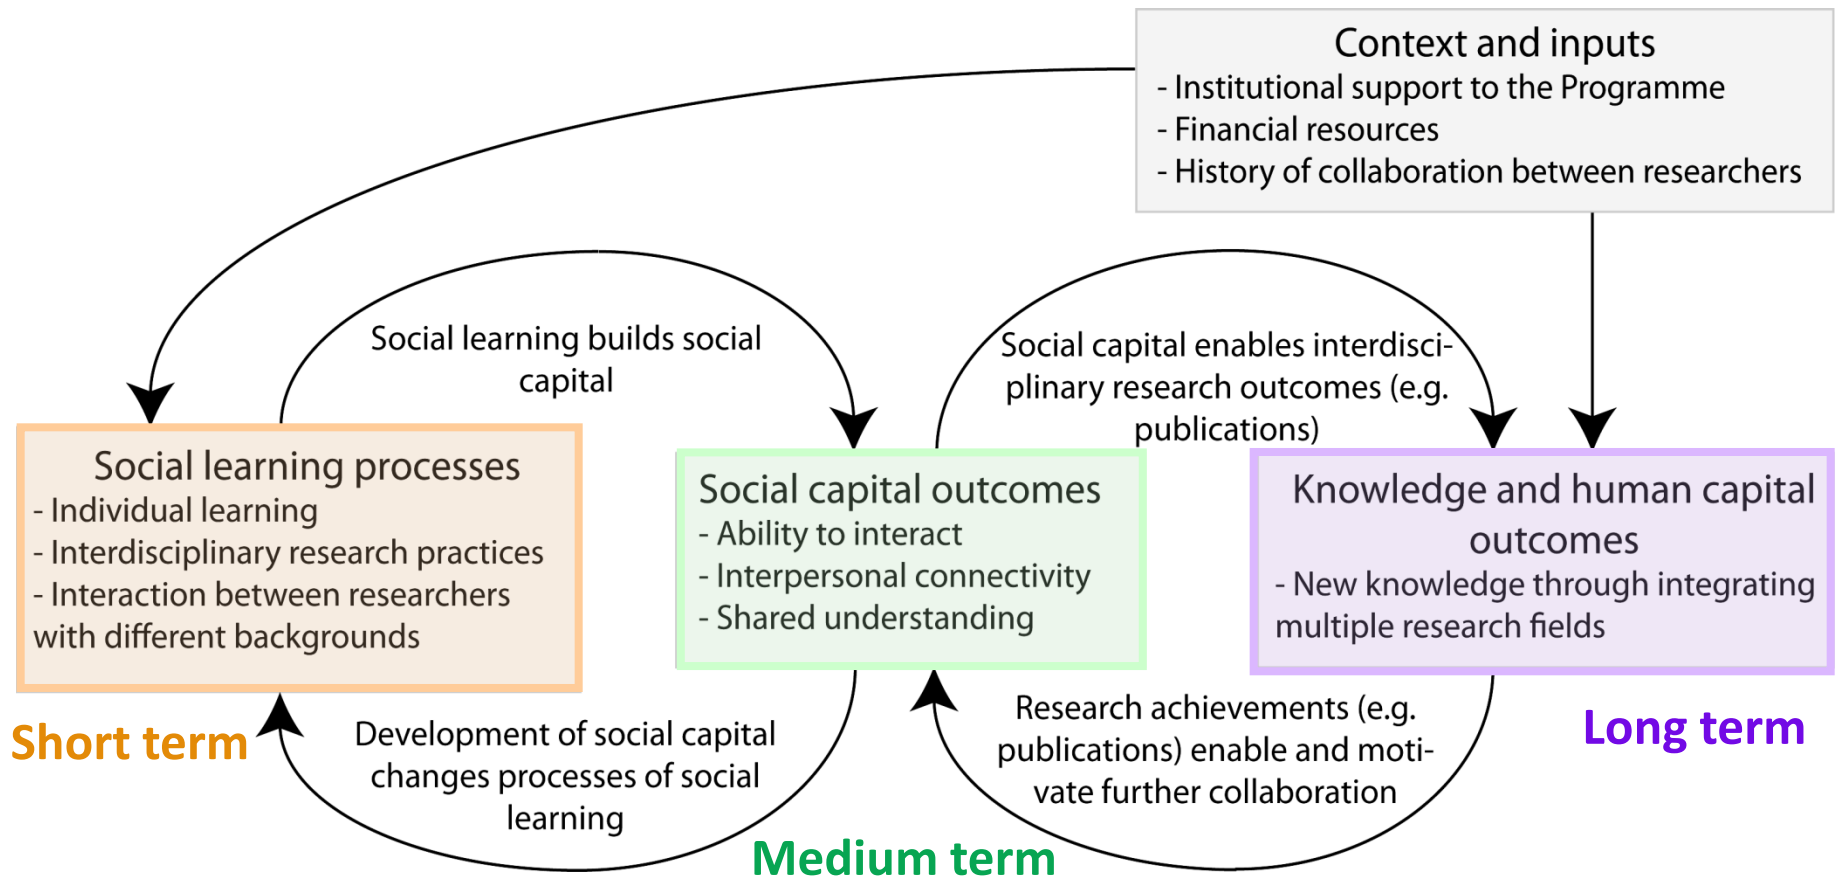 Context and inputs
- Institutional support to the Programme
- Financial resources
- History of collaboration between researchers
Social learning builds social
capital
Social capital enables interdisci-
plinary research outcomes (e.g.
publications)
Social learning processes
- Individual learning
- Interdisciplinary research practices
- Interaction between researchers
with different backgrounds
Social capital outcomes
- Ability to interact
- Interpersonal connectivity
- Shared understanding
Knowledge and human capital
outcomes
- New knowledge through integrating
multiple research fields
Short term
Development of social capital
changes processes of social
learning
Research achievements (e.g.
publications) enable and moti-
vate further collaboration
Long term
Medium term